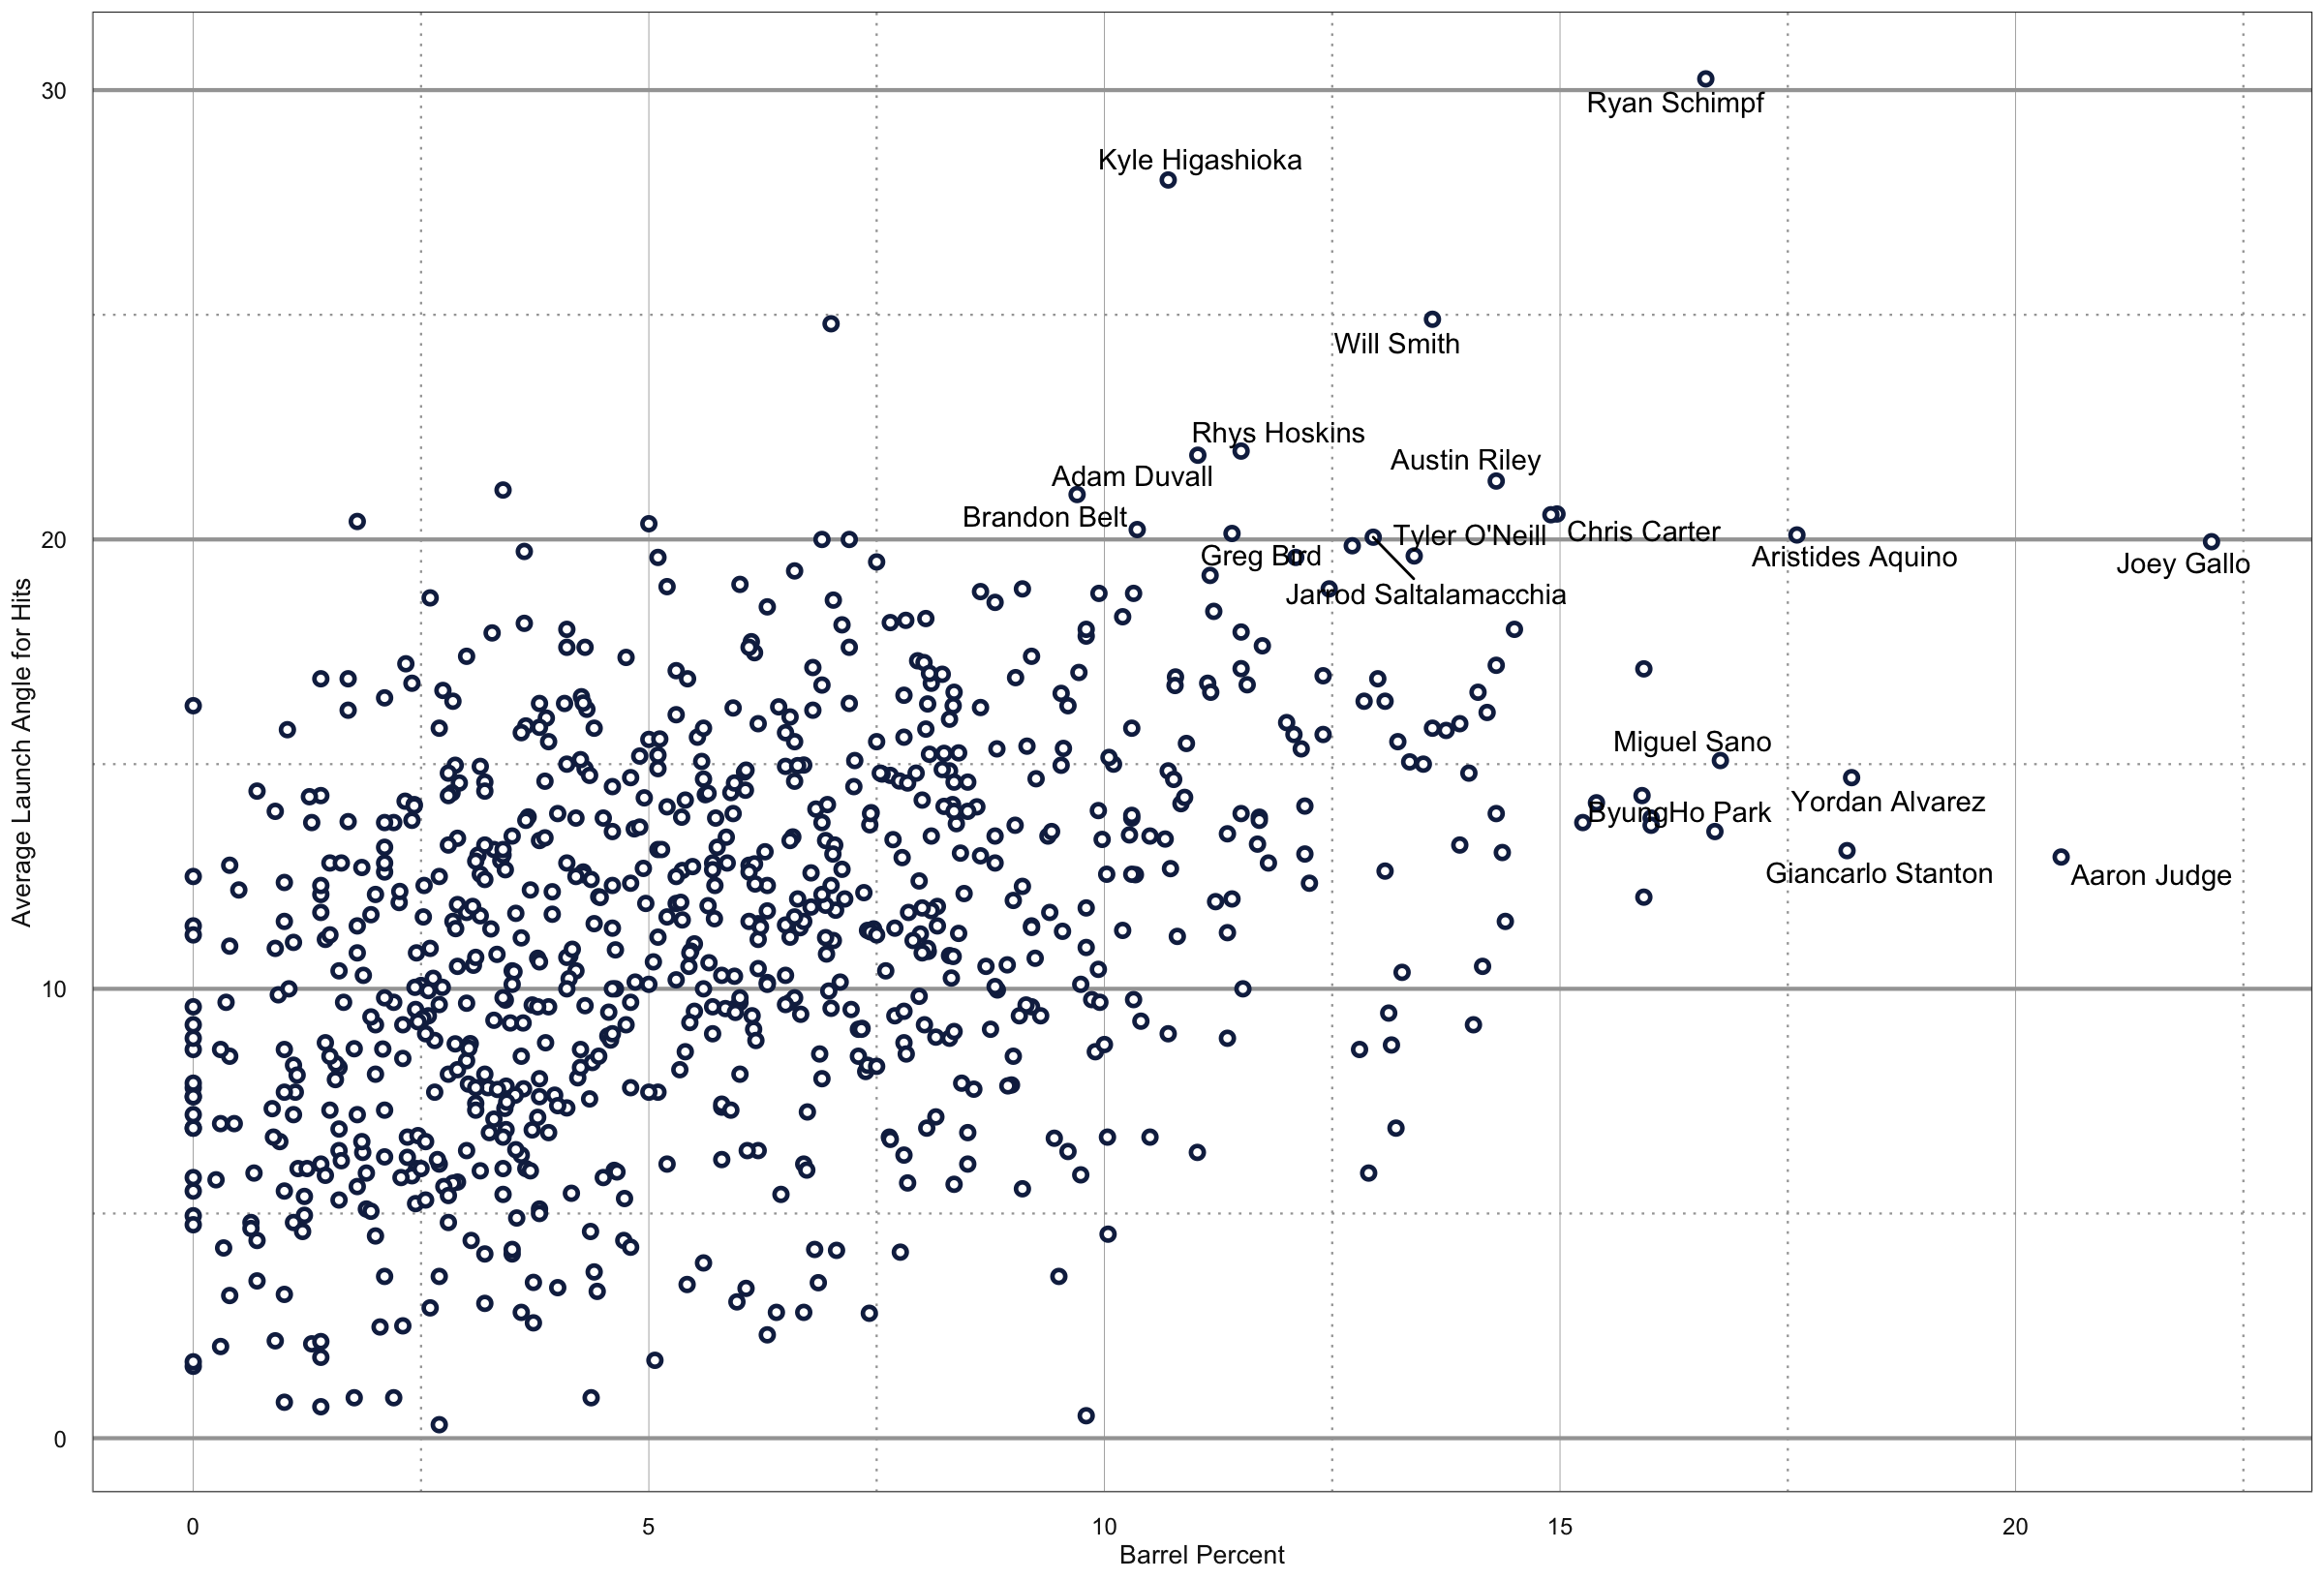 30
Ryan Schimpf
Kyle Higashioka
Will Smith
Rhys Hoskins
Austin Riley
Adam Duvall
Brandon Belt
Tyler O'Neill
Chris Carter
20
Greg Bird
Aristides Aquino
Joey Gallo
Jarrod Saltalamacchia
Average Launch Angle for Hits
Miguel Sano
Yordan Alvarez
ByungHo Park
Giancarlo Stanton
Aaron Judge
10
0
0 5 10 15 20
Barrel Percent